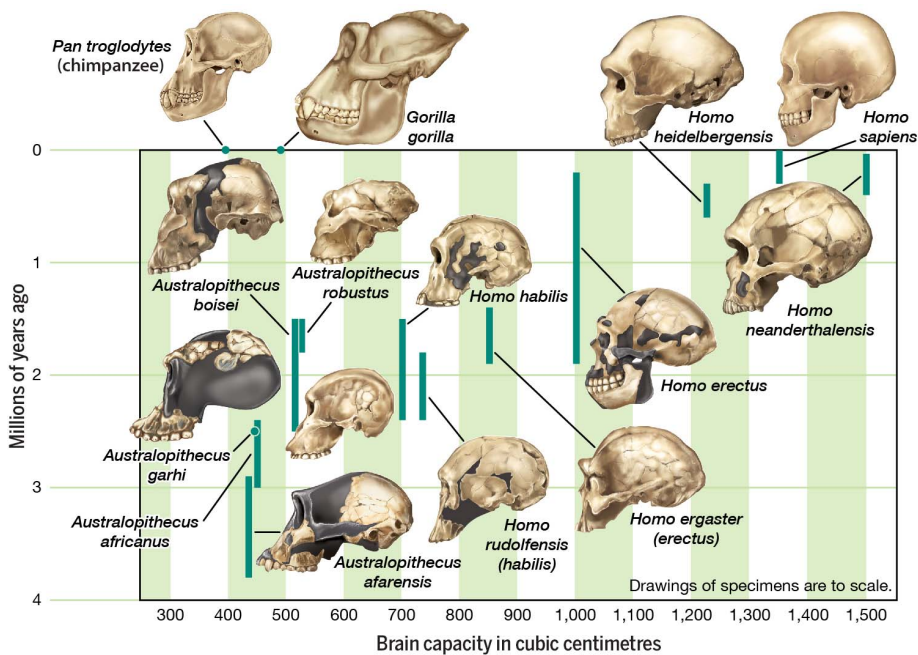 Pan troglodytes
(chimpanzee)
Gorilla
gorilla
Homo
heidelbergensis
Homo
sapiens
0
Australopithecus
boisei
Australopithecus
robustus
Homo habilis
Homo
neanderthalensis
1
Millions of years ago
2
Homo erectus
Australopithecus
garhi
Australopithecus
africanus
3
Australopithecus
afarensis
Homo
rudolfensis
(habilis)
Homo ergaster
(erectus)
Drawings of specimens are to scale.
4
300 400 500 600 700 800 900 1,000 1,100 1,200 1,300 1,400 1,500
Brain capacity in cubic centimetres